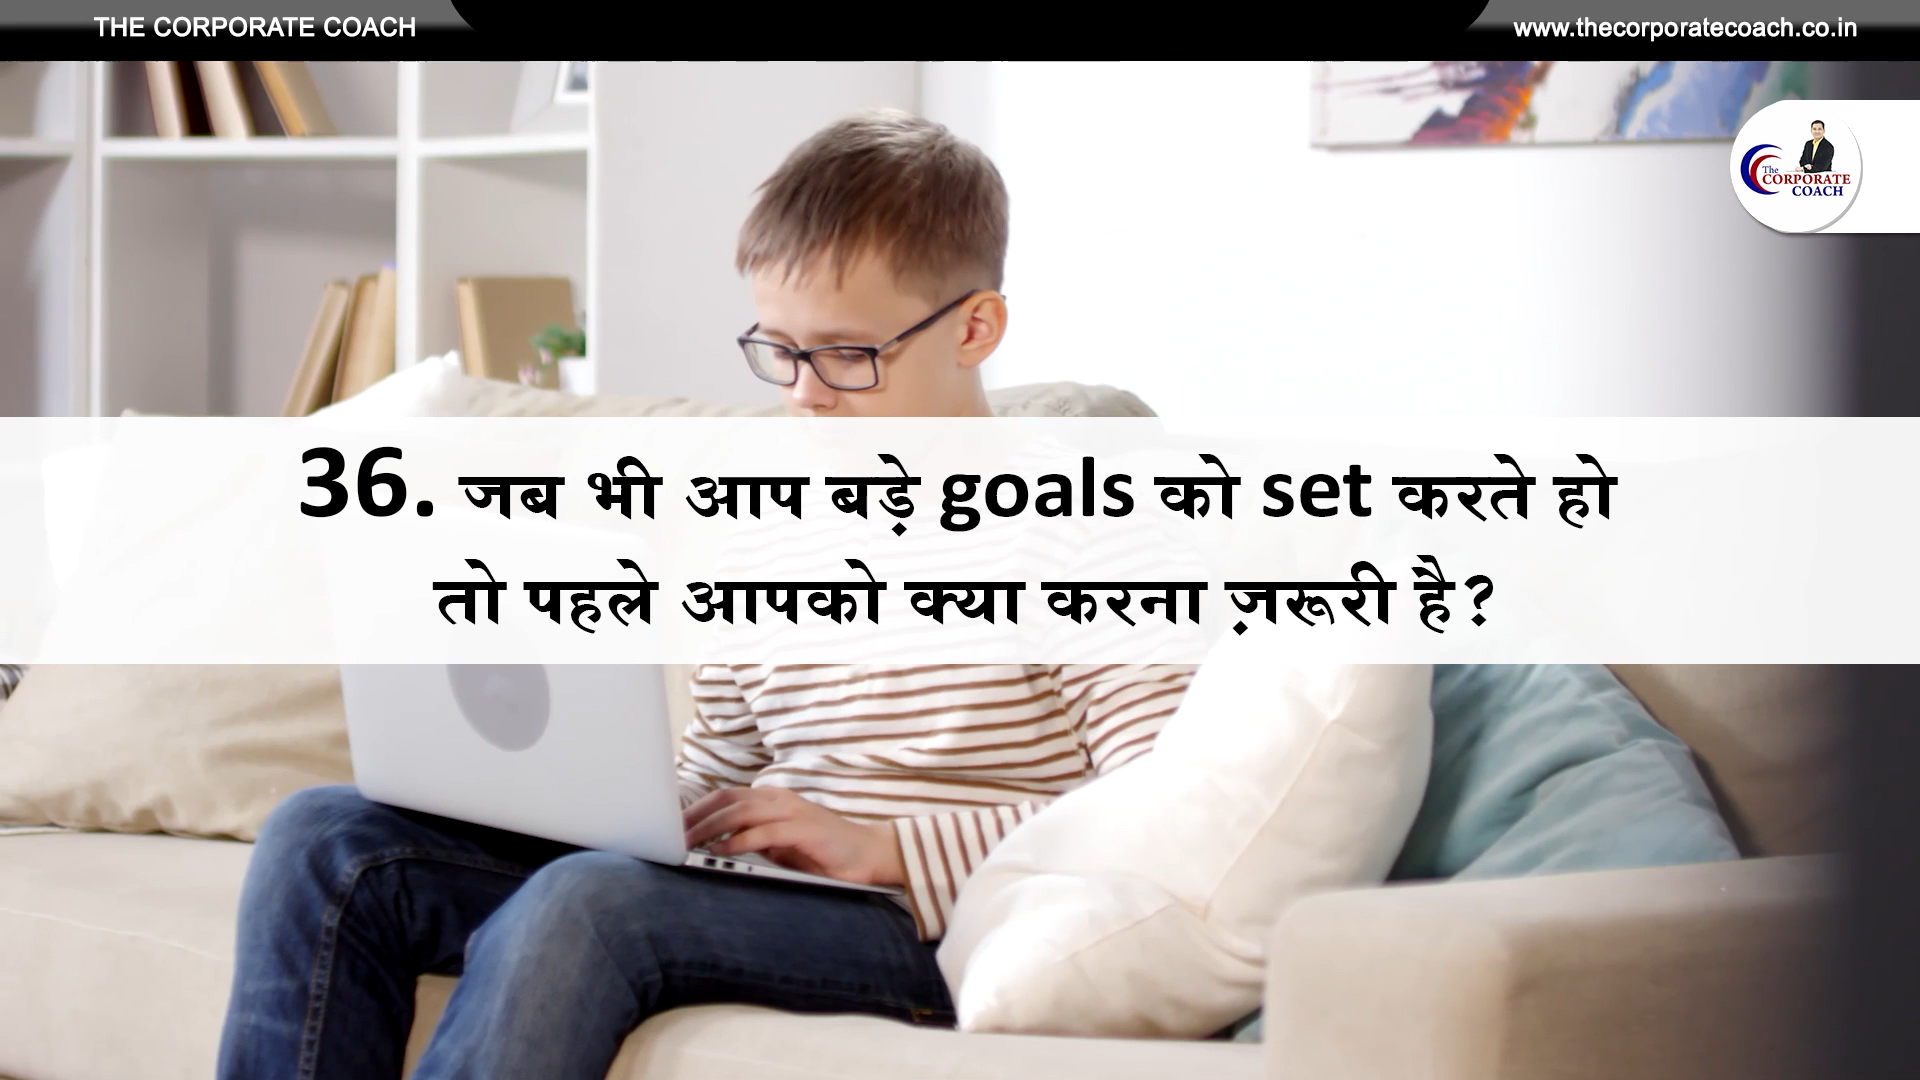 THE CORPORATE COACH
www.thecorporatecoach.co.in
The
CORPORATE
COACH
36. जब भी आप बड़े goals को set करते हो
तो पहले आपको क्या करना ज़रूरी है?